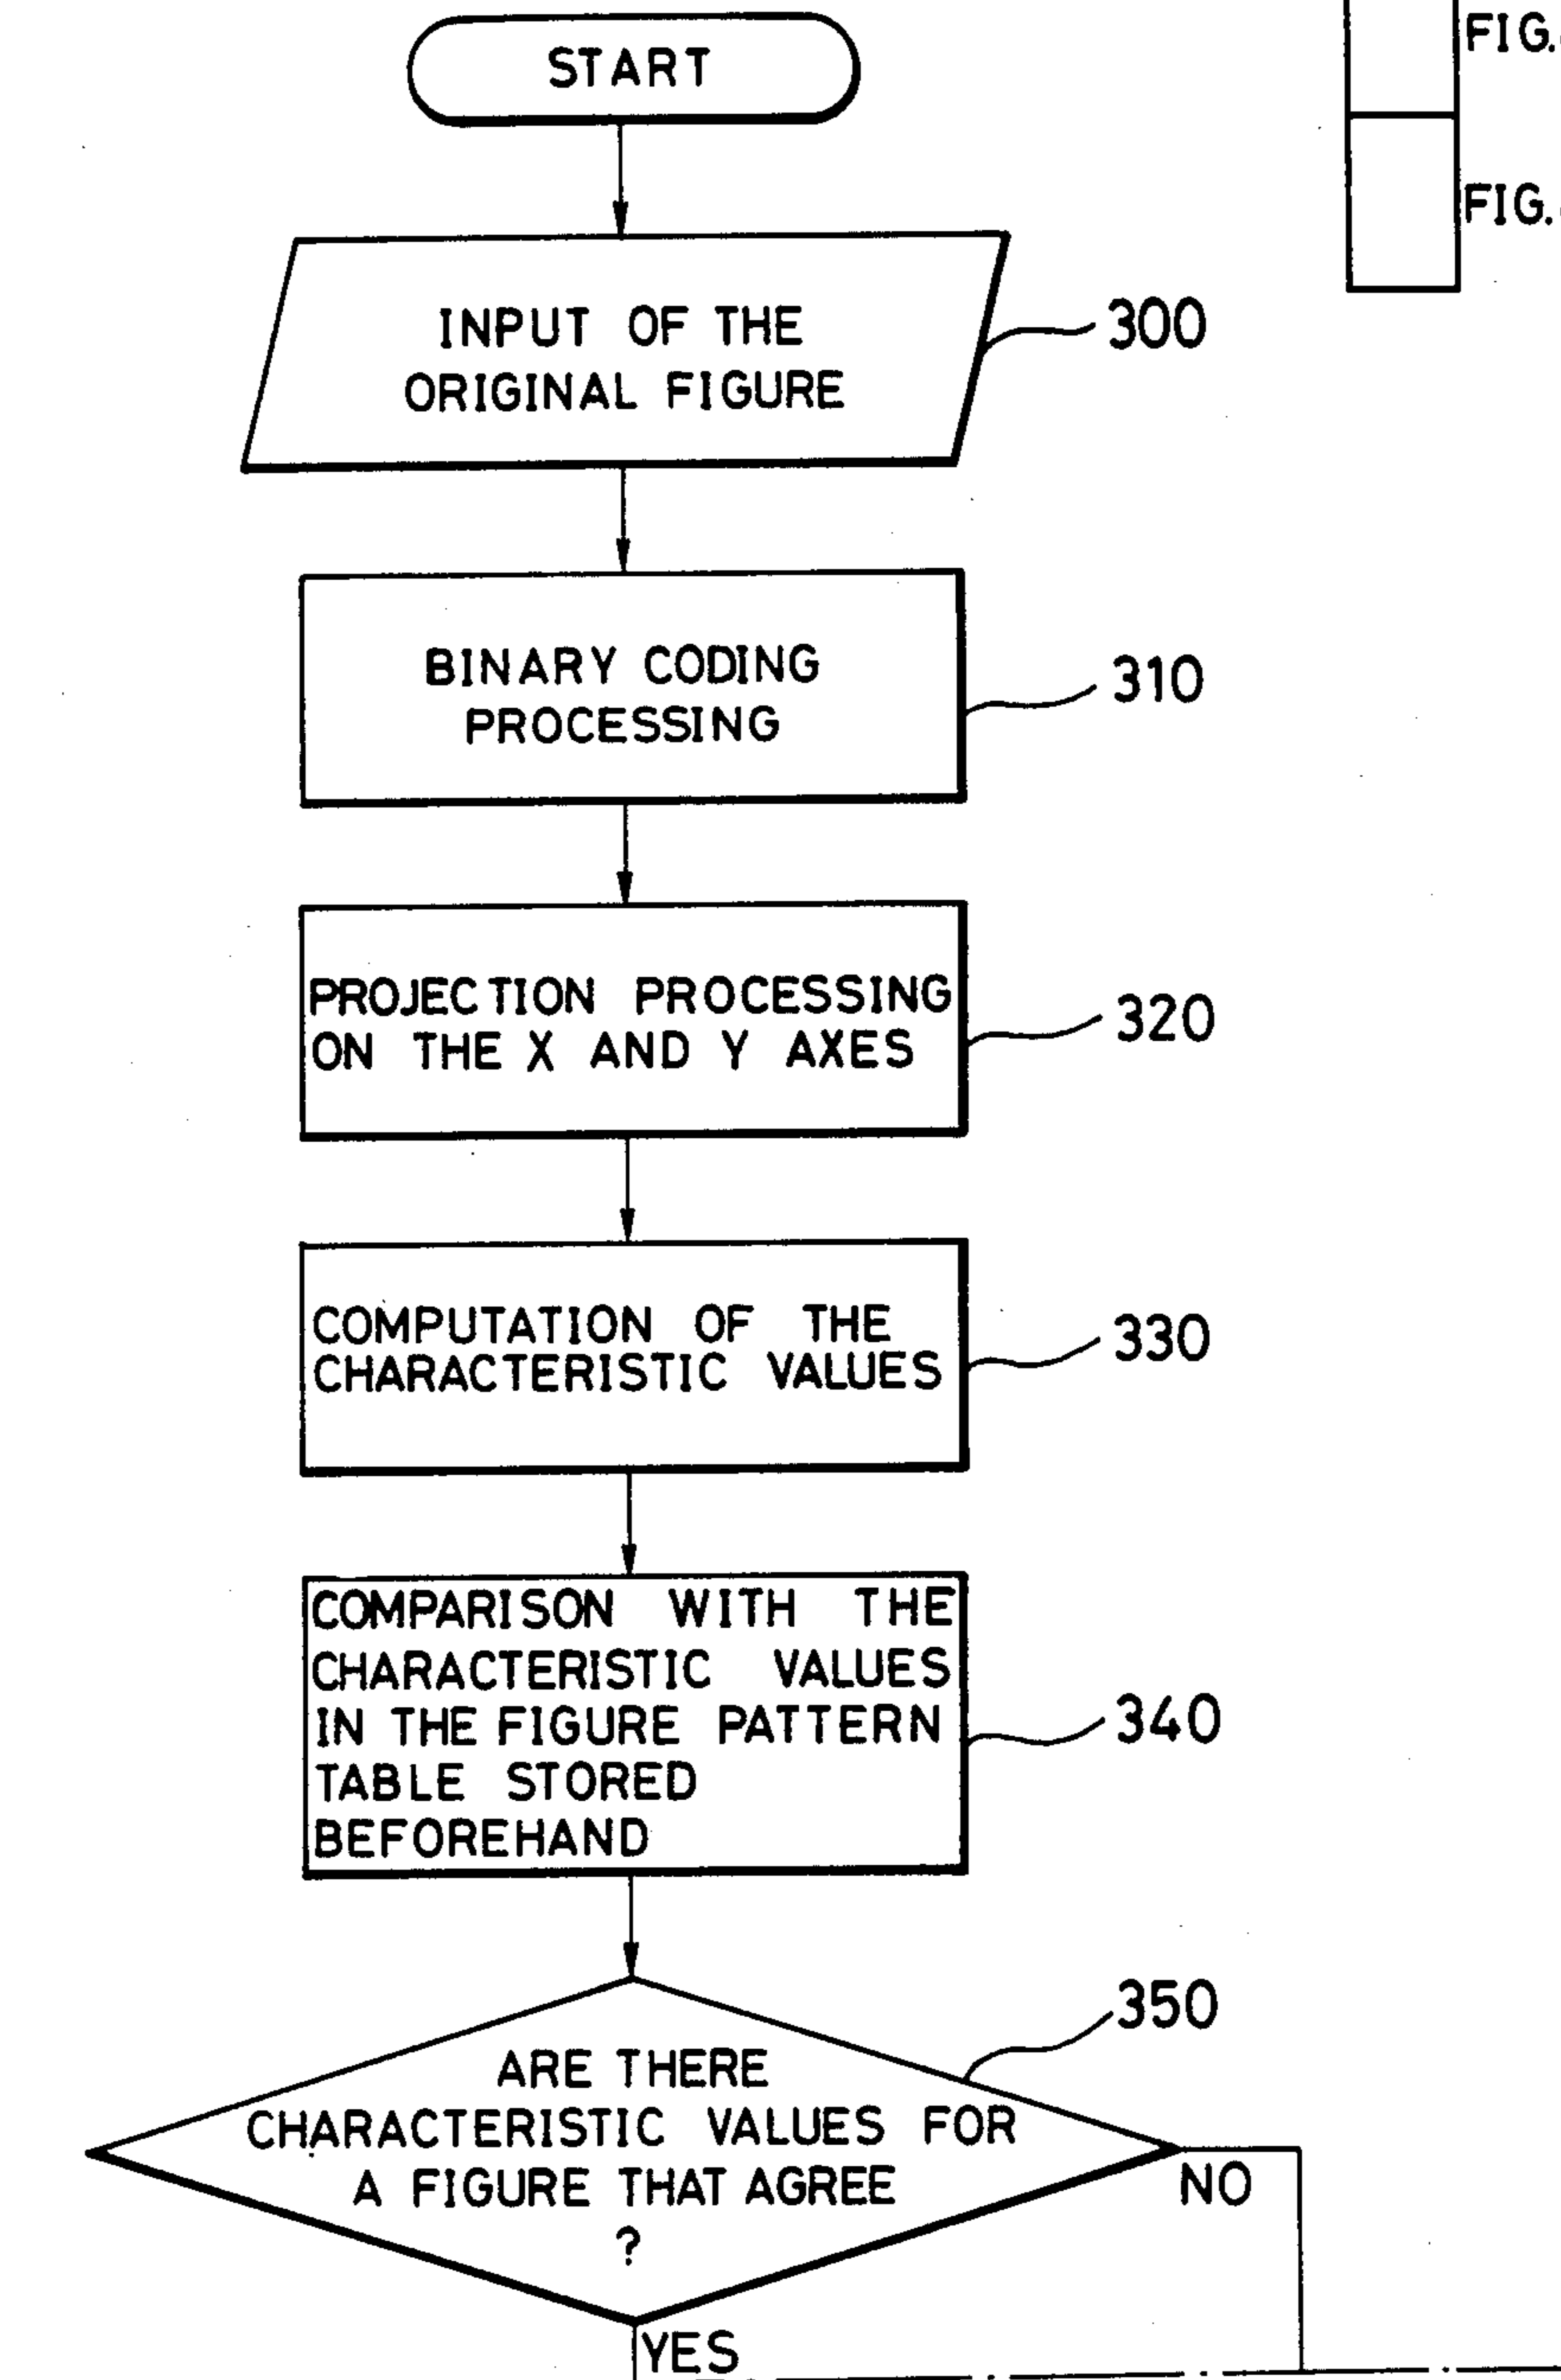 START
FIG.
FIG.
INPUT OF THE
ORIGINAL FIGURE
300
BINARY CODING
PROCESSING
310
PROJECTION PROCESSING
ON THE X AND Y AXES
320
COMPUTATION OF THE
CHARACTERISTIC VALUES
330
COMPARISON WITH THE
CHARACTERISTIC VALUES
IN THE FIGURE PATTERN
TABLE STORED
BEFOREHAND
340
350
ARE THERE
CHARACTERISTIC VALUES FOR
A FIGURE THAT AGREE
?
NO
YES